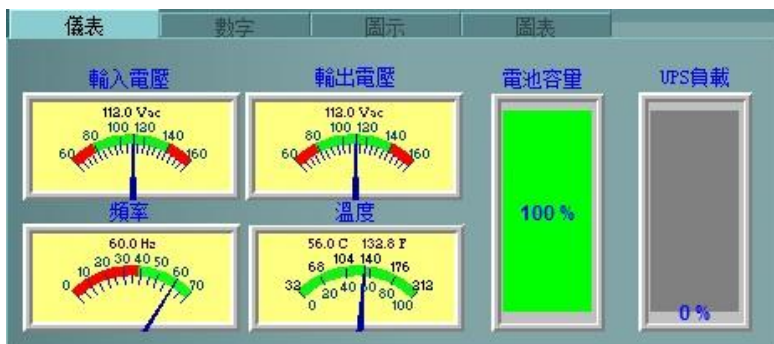 儀表 數字 圖示 圖表
輸入電壓 輸出電壓 電池容量 UPS負載
112.0 Vac
60 80 100 120 140 160
112.0 Vac
60 80 100 120 140 160
100 %
頻率 溫度
60.0 Hz
0 10 20 30 40 50 60 70
56.0 C 132.8 F
32 68 104 140 176 212
0 20 40 60 80 100
0 %